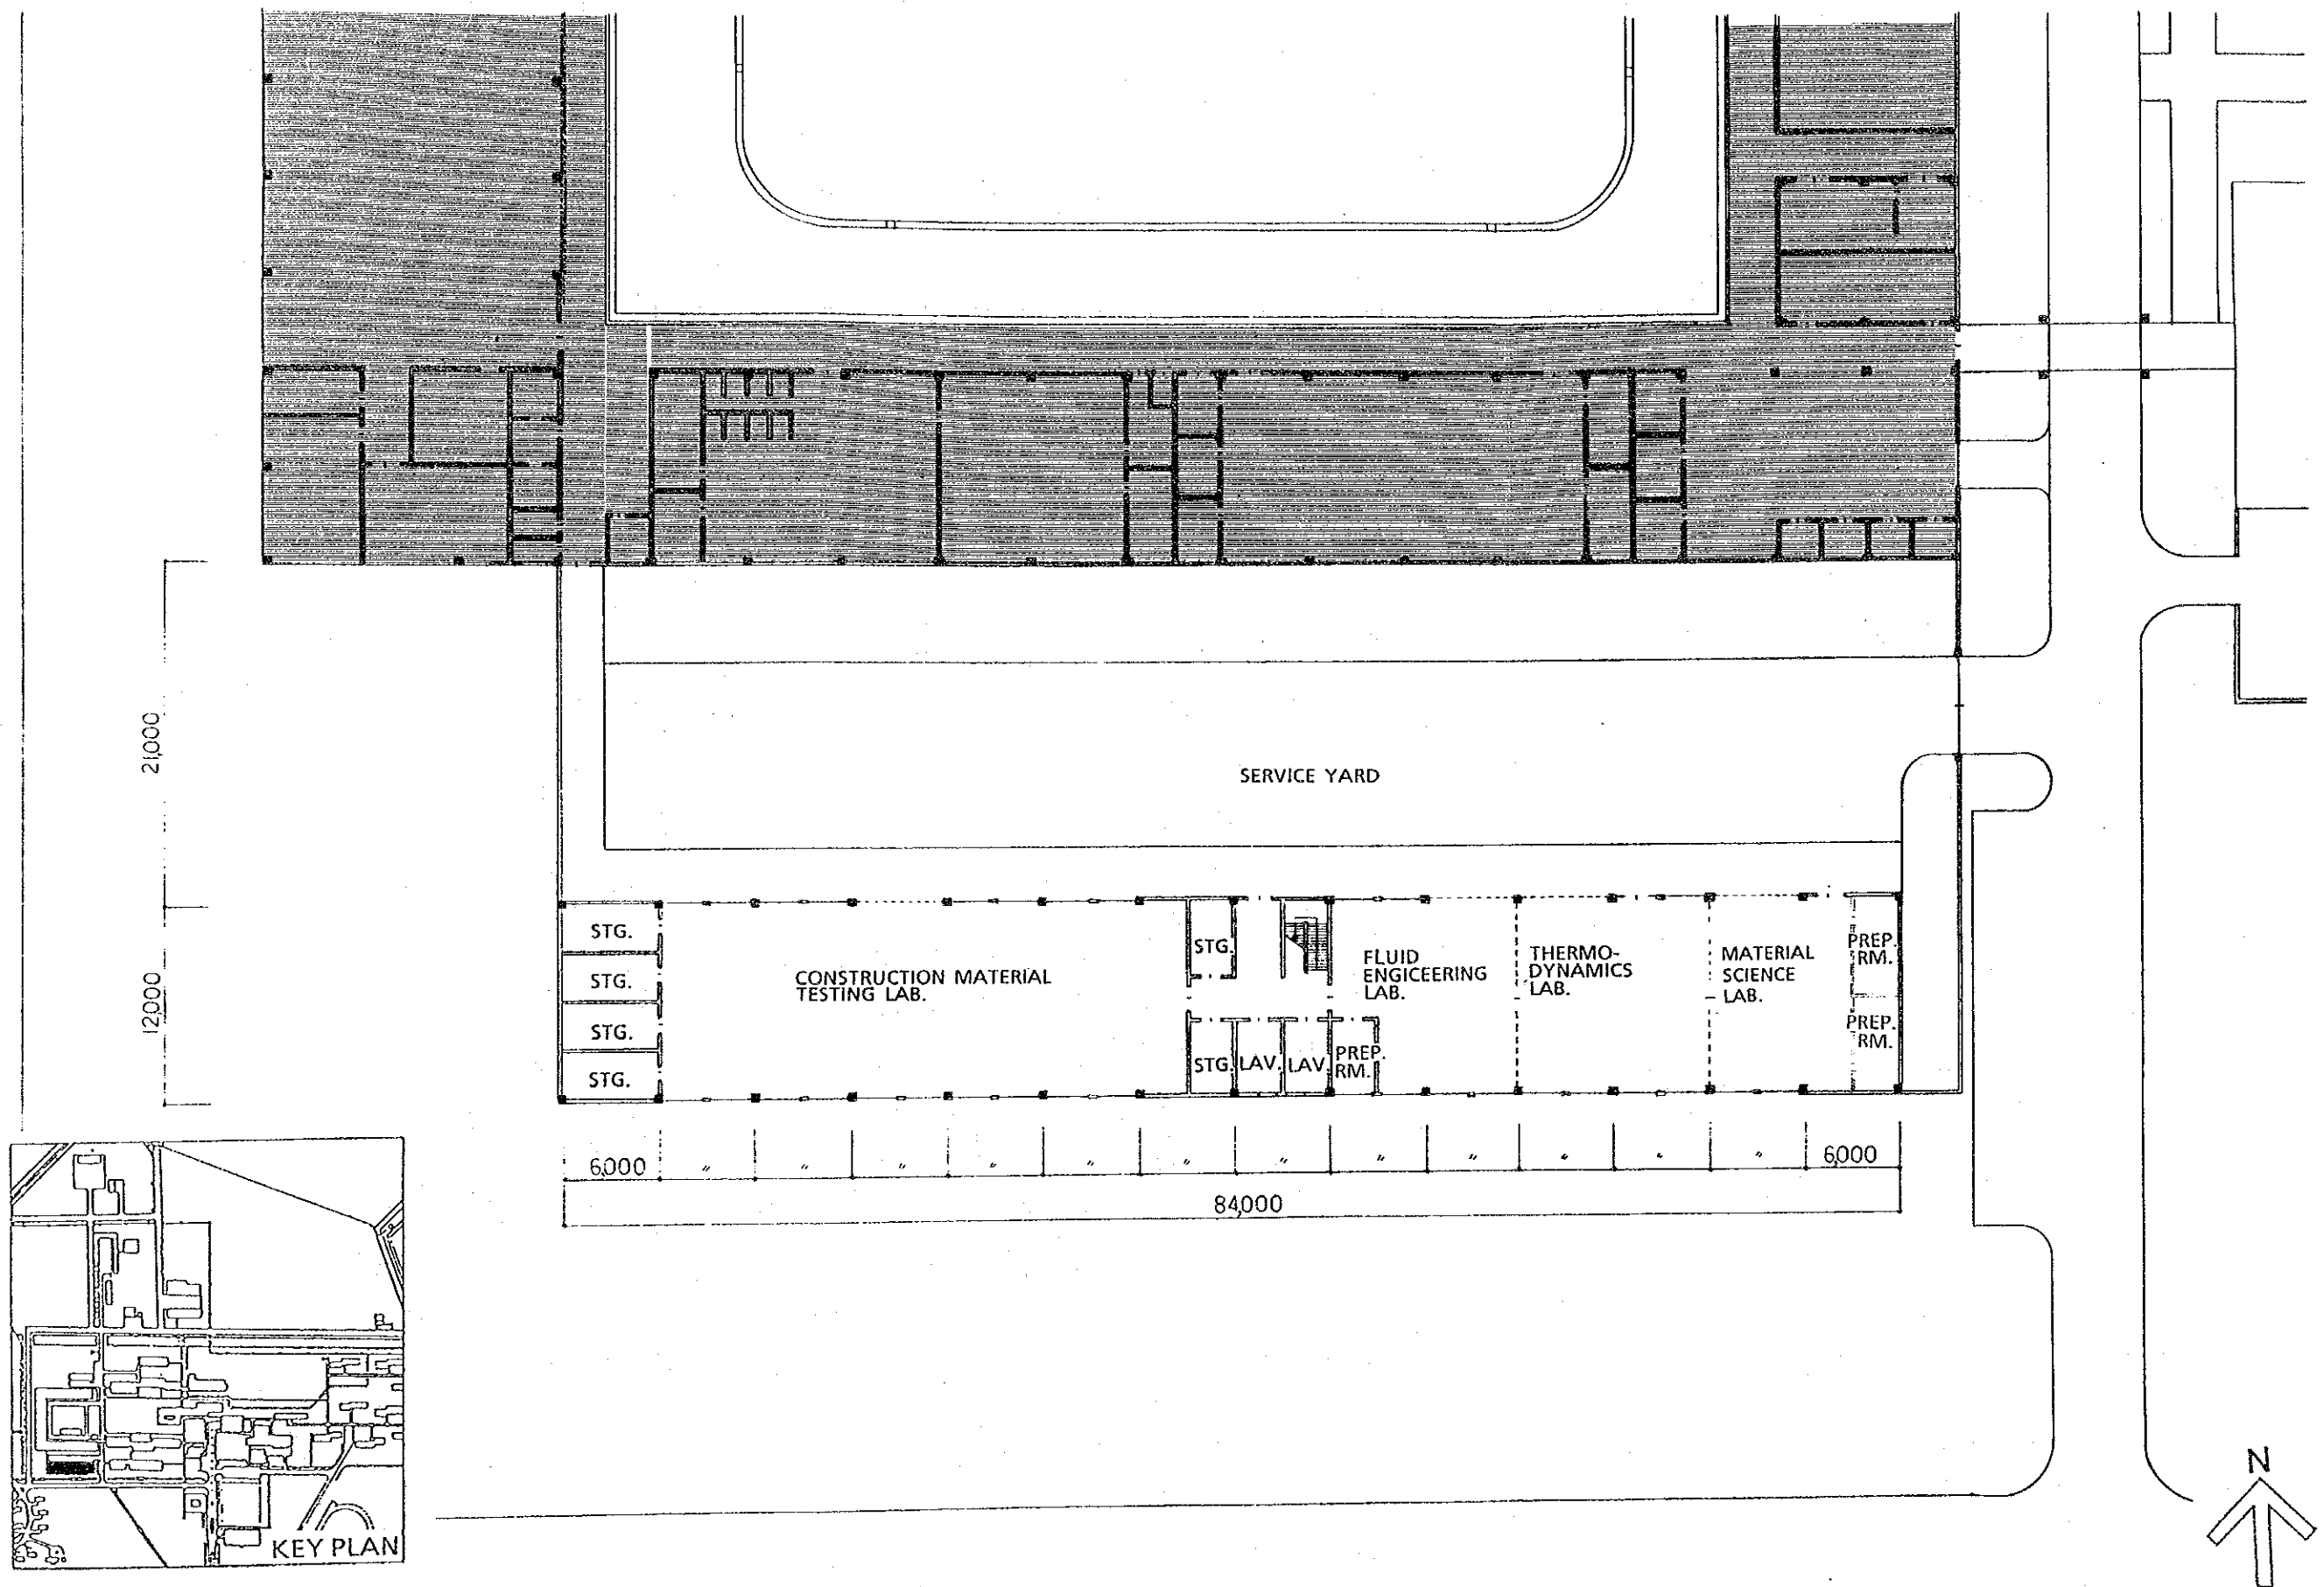 21,000
SERVICE YARD
STG.
STG.
STG.
STG.
CONSTRUCTION MATERIAL
TESTING LAB.
STG.
STG.
LAV.
LAV.
PREP.
RM.
FLUID
ENGICEERING
LAB.
THERMO-
DYNAMICS
LAB.
MATERIAL
SCIENCE
LAB.
PREP.
RM.
PREP.
RM.
12,000
6,000 〃 〃 〃 〃 〃 〃 〃 〃 〃 〃 〃 〃 6,000
84,000
KEY PLAN
N